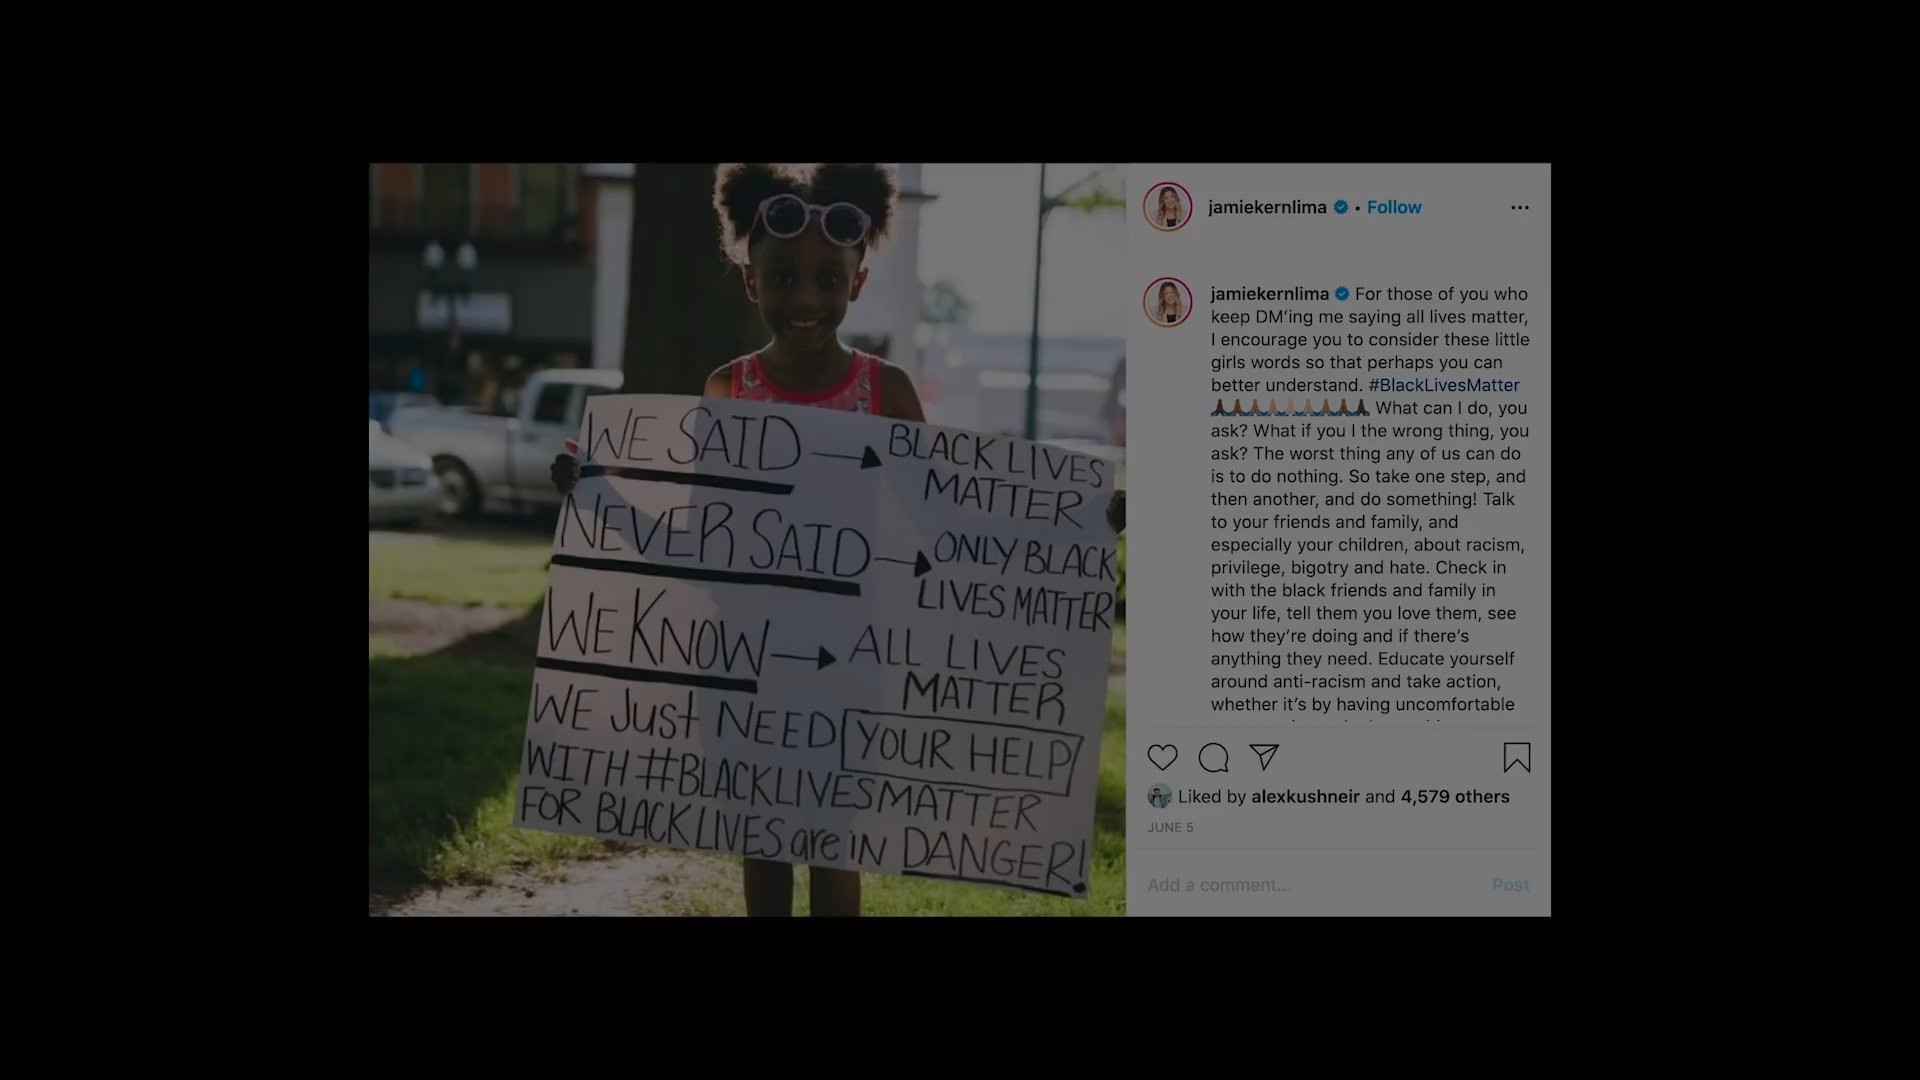 WE SAID → BLACK LIVES
MATTER
NEVER SAID → ONLY BLACK
LIVES MATTER
WE KNOW → ALL LIVES
MATTER
WE JUST NEED YOUR HELP
WITH #BLACKLIVESMATTER
FOR BLACK LIVES are in DANGER!
jamiekernlima • Follow
jamiekernlima For those of you who
keep DM'ing me saying all lives matter,
I encourage you to consider these little
girls words so that perhaps you can
better understand. #BlackLivesMatter
What can I do, you
ask? What if you I the wrong thing, you
ask? The worst thing any of us can do
is to do nothing. So take one step, and
then another, and do something! Talk
to your friends and family, and
especially your children, about racism,
privilege, bigotry and hate. Check in
with the black friends and family in
your life, tell them you love them, see
how they're doing and if there's
anything they need. Educate yourself
around anti-racism and take action,
whether it's by having uncomfortable
Liked by alexkushneir and 4,579 others
JUNE 5
Add a comment...
Post